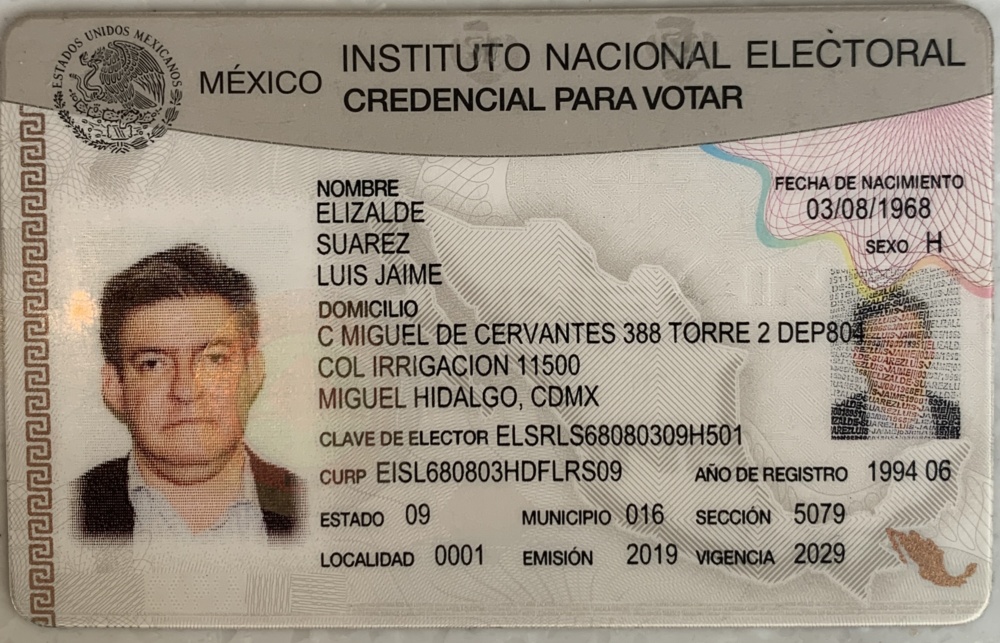 ESTADOS UNIDOS MEXICANOS
MÉXICO
INSTITUTO NACIONAL ELECTORAL
CREDENCIAL PARA VOTAR
NOMBRE
ELIZALDE
SUAREZ
LUIS JAIME
FECHA DE NACIMIENTO
03/08/1968
SEXO H
DOMICILIO
C MIGUEL DE CERVANTES 388 TORRE 2 DEP804
COL IRRIGACION 11500
MIGUEL HIDALGO, CDMX
CLAVE DE ELECTOR ELSRLS68080309H501
CURP EISL680803HDFLRS09 AÑO DE REGISTRO 1994 06
ESTADO 09 MUNICIPIO 016 SECCIÓN 5079
LOCALIDAD 0001 EMISIÓN 2019 VIGENCIA 2029